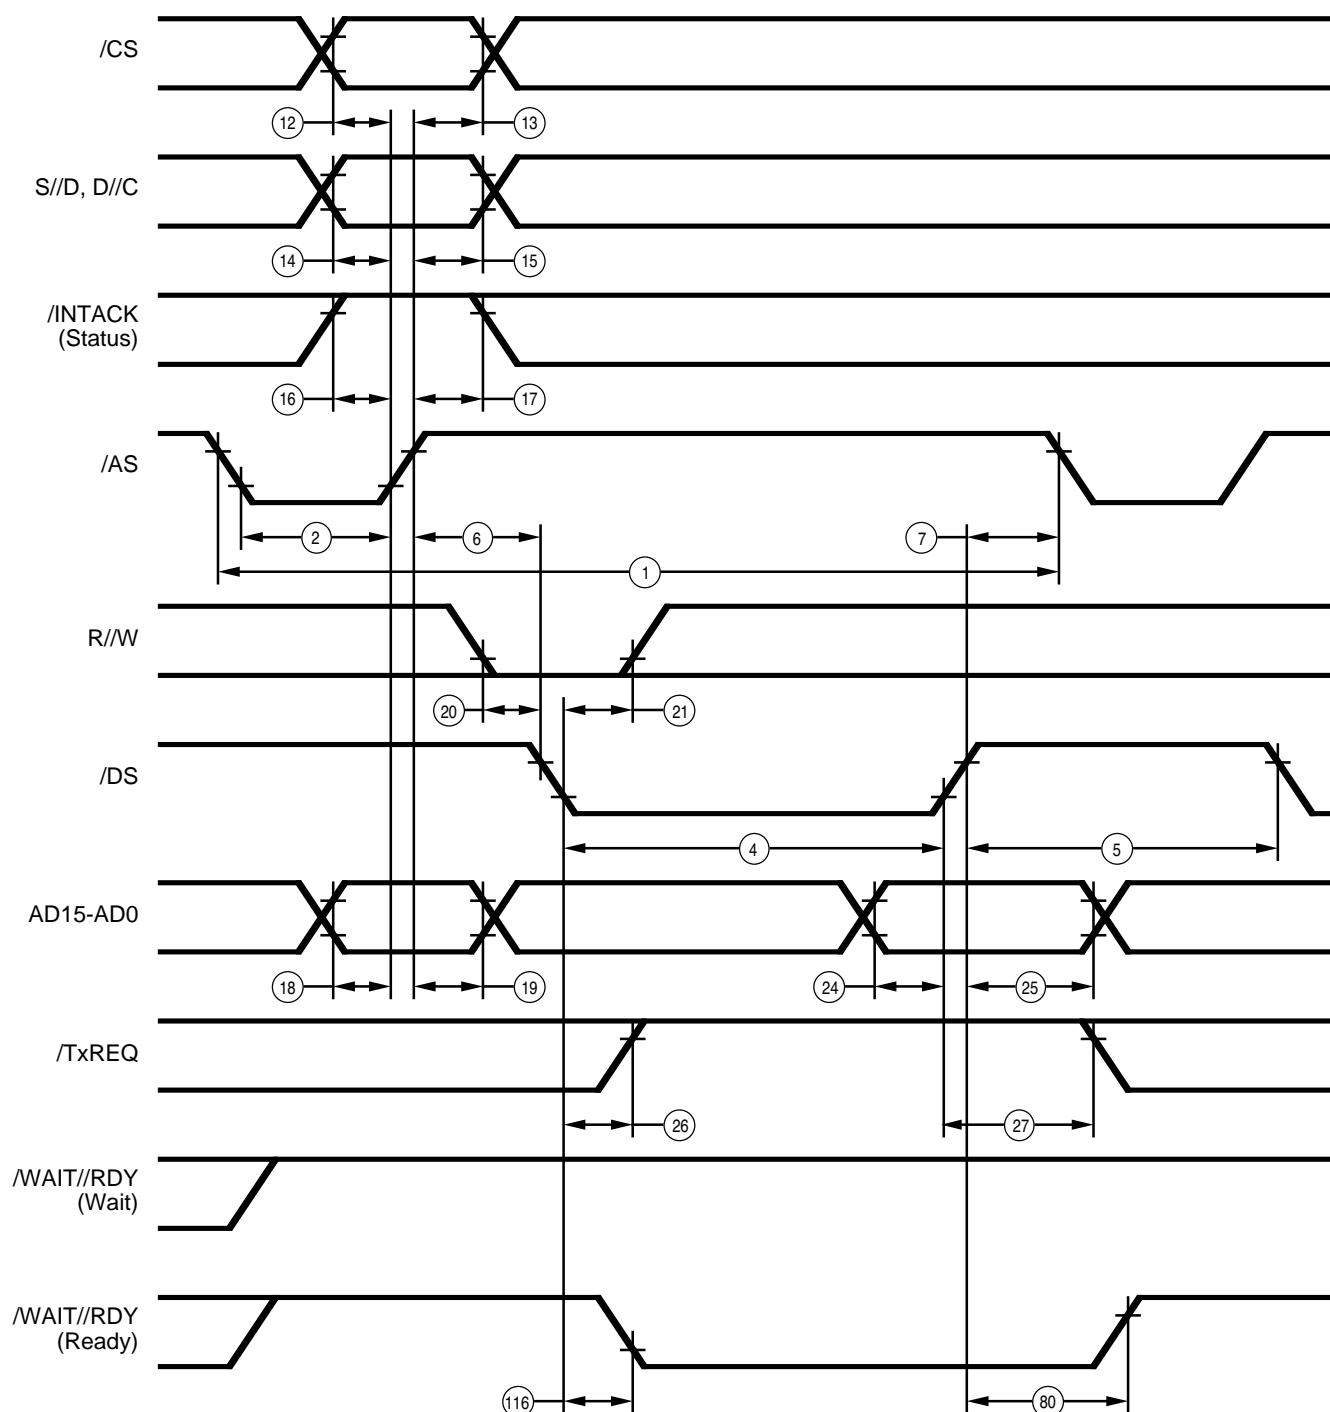 /CS
12
13
S//D, D//C
14
15
/INTACK
(Status)
16
17
/AS
2
6
7
1
R//W
20
21
/DS
4
5
AD15-AD0
18
19
24
25
/TxREQ
26
27
/WAIT//RDY
(Wait)
/WAIT//RDY
(Ready)
116
80